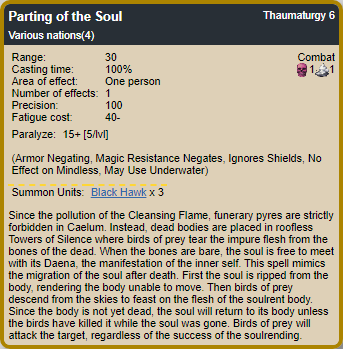 Parting of the Soul Thaumaturgy 6
Various nations(4)
Range: 30 Combat
Casting time: 100% 1 1
Area of effect: One person
Number of effects: 1
Precision: 100
Fatigue cost: 40-
Paralyze: 15+ [5/lvl]
(Armor Negating, Magic Resistance Negates, Ignores Shields, No
Effect on Mindless, May Use Underwater)
Summon Units: Black Hawk x 3
Since the pollution of the Cleansing Flame, funerary pyres are strictly
forbidden in Caelum. Instead, dead bodies are placed in roofless
Towers of Silence where birds of prey tear the impure flesh from the
bones of the dead. When the bones are bare, the soul is free to meet
with its Daena, the manifestation of the inner self. This spell mimics
the migration of the soul after death. First the soul is ripped from the
body, rendering the body unable to move. Then birds of prey
descend from the skies to feast on the flesh of the soulrent body.
Since the body is not yet dead, the soul will return to its body unless
the birds have killed it while the soul was gone. Birds of prey will
attack the target, regardless of the success of the soulrending.